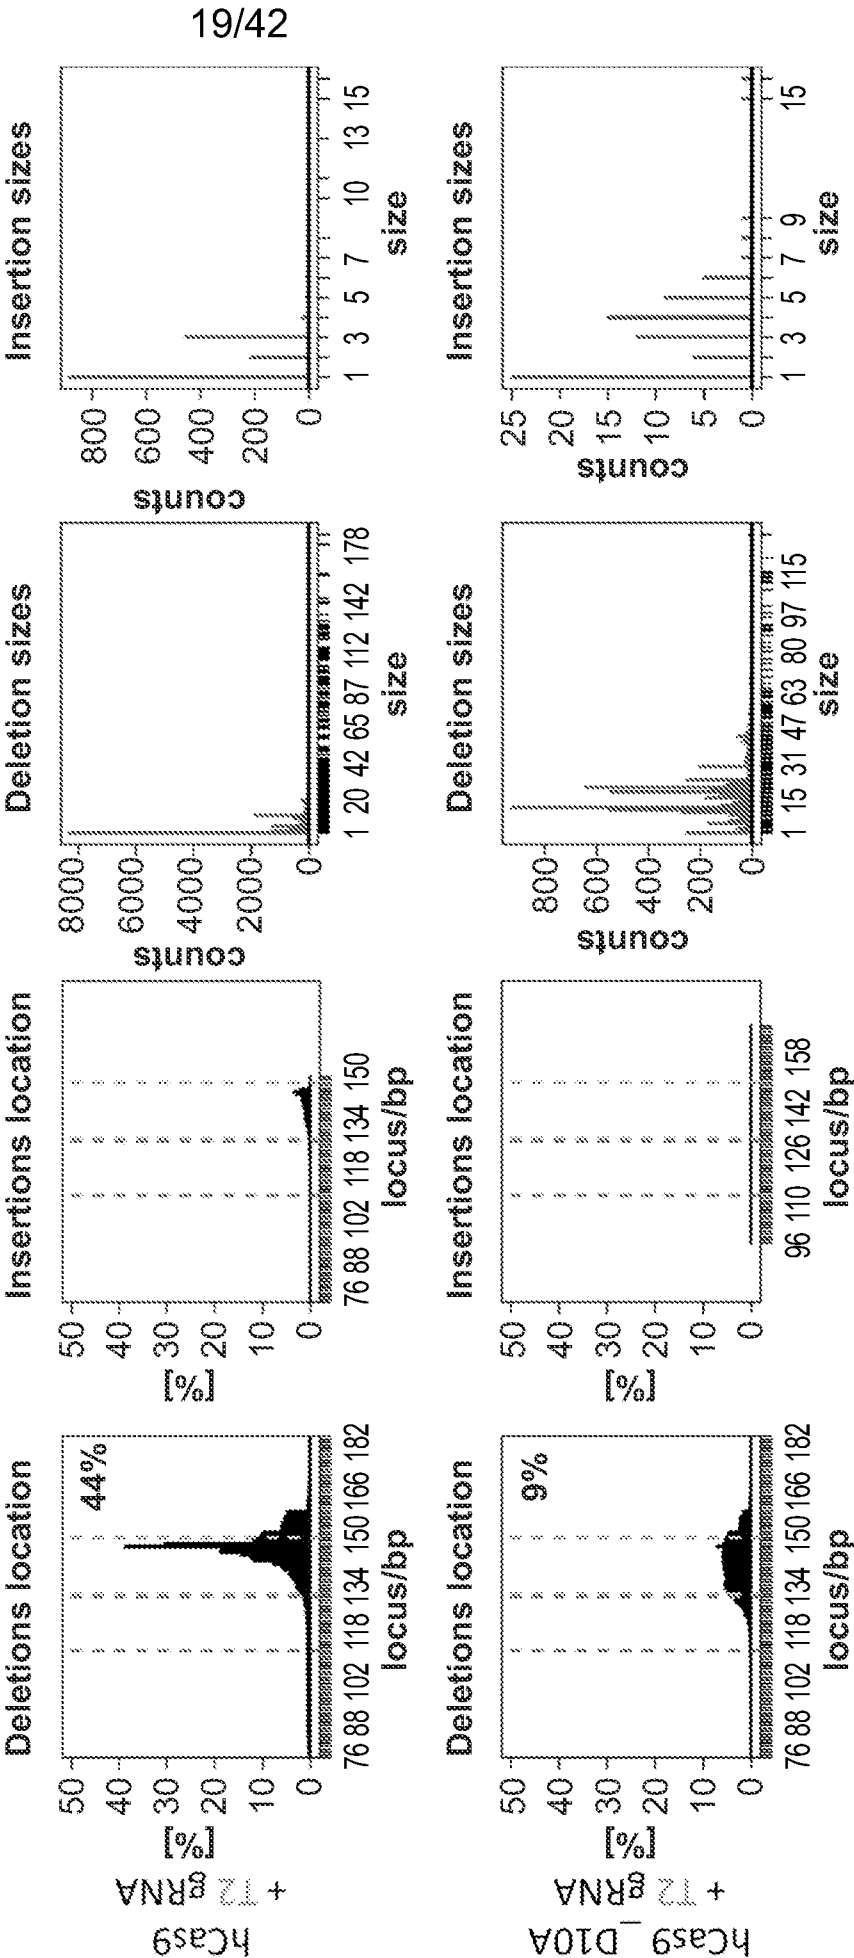 19/42
hCas9
+ T2 gRNA
Deletions location
44%
[%]
50
40
30
20
10
0
76 88 102 118 134 150 166 182
locus/bp
Insertions location
[%]
50
40
30
20
10
0
76 88 102 118 134 150
locus/bp
Deletion sizes
counts
8000
6000
4000
2000
0
1 20 42 65 87 112 142 178
size
Insertion sizes
counts
800
600
400
200
0
1 3 5 7 10 13 15
size
hCas9_D10A
+ T2 gRNA
Deletions location
9%
[%]
50
40
30
20
10
0
76 88 102 118 134 150 166 182
locus/bp
Insertions location
[%]
50
40
30
20
10
0
96 110 126 142 158
locus/bp
Deletion sizes
counts
800
600
400
200
0
1 15 31 47 63 80 97 115
size
Insertion sizes
counts
25
20
15
10
5
0
1 3 5 7 9 15
size